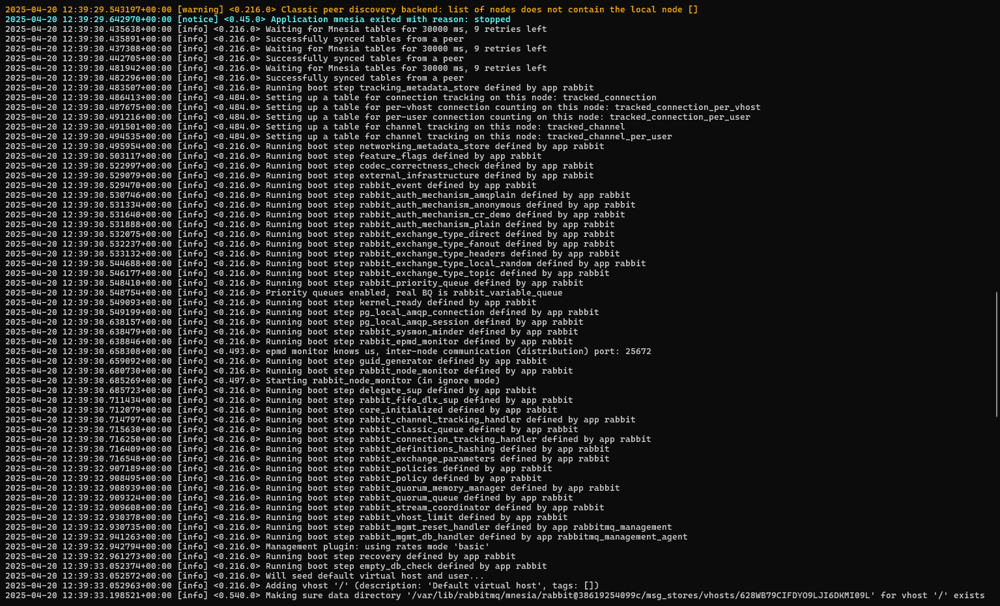 2025-04-20 12:39:29.543197+00:00 [warning] <0.216.0> Classic peer discovery backend: list of nodes does not contain the local node []
2025-04-20 12:39:29.642970+00:00 [notice] <0.45.0> Application mnesia exited with reason: stopped
2025-04-20 12:39:30.435638+00:00 [info] <0.216.0> Waiting for Mnesia tables for 30000 ms, 9 retries left
2025-04-20 12:39:30.435891+00:00 [info] <0.216.0> Successfully synced tables from a peer
2025-04-20 12:39:30.437308+00:00 [info] <0.216.0> Waiting for Mnesia tables for 30000 ms, 9 retries left
2025-04-20 12:39:30.442705+00:00 [info] <0.216.0> Successfully synced tables from a peer
2025-04-20 12:39:30.481942+00:00 [info] <0.216.0> Waiting for Mnesia tables for 30000 ms, 9 retries left
2025-04-20 12:39:30.482296+00:00 [info] <0.216.0> Successfully synced tables from a peer
2025-04-20 12:39:30.483507+00:00 [info] <0.216.0> Running boot step tracking_metadata_store defined by app rabbit
2025-04-20 12:39:30.486413+00:00 [info] <0.484.0> Setting up a table for connection tracking on this node: tracked_connection
2025-04-20 12:39:30.487675+00:00 [info] <0.484.0> Setting up a table for per-vhost connection counting on this node: tracked_connection_per_vhost
2025-04-20 12:39:30.491216+00:00 [info] <0.484.0> Setting up a table for per-user connection counting on this node: tracked_connection_per_user
2025-04-20 12:39:30.491501+00:00 [info] <0.484.0> Setting up a table for channel tracking on this node: tracked_channel
2025-04-20 12:39:30.494535+00:00 [info] <0.484.0> Setting up a table for channel tracking on this node: tracked_channel_per_user
2025-04-20 12:39:30.495954+00:00 [info] <0.216.0> Running boot step networking_metadata_store defined by app rabbit
2025-04-20 12:39:30.503117+00:00 [info] <0.216.0> Running boot step feature_flags defined by app rabbit
2025-04-20 12:39:30.522997+00:00 [info] <0.216.0> Running boot step codec_correctness_check defined by app rabbit
2025-04-20 12:39:30.529079+00:00 [info] <0.216.0> Running boot step external_infrastructure defined by app rabbit
2025-04-20 12:39:30.529470+00:00 [info] <0.216.0> Running boot step rabbit_event defined by app rabbit
2025-04-20 12:39:30.530746+00:00 [info] <0.216.0> Running boot step rabbit_auth_mechanism_amqplain defined by app rabbit
2025-04-20 12:39:30.531334+00:00 [info] <0.216.0> Running boot step rabbit_auth_mechanism_anonymous defined by app rabbit
2025-04-20 12:39:30.531640+00:00 [info] <0.216.0> Running boot step rabbit_auth_mechanism_cr_demo defined by app rabbit
2025-04-20 12:39:30.531888+00:00 [info] <0.216.0> Running boot step rabbit_auth_mechanism_plain defined by app rabbit
2025-04-20 12:39:30.532075+00:00 [info] <0.216.0> Running boot step rabbit_exchange_type_direct defined by app rabbit
2025-04-20 12:39:30.532237+00:00 [info] <0.216.0> Running boot step rabbit_exchange_type_fanout defined by app rabbit
2025-04-20 12:39:30.533132+00:00 [info] <0.216.0> Running boot step rabbit_exchange_type_headers defined by app rabbit
2025-04-20 12:39:30.544688+00:00 [info] <0.216.0> Running boot step rabbit_exchange_type_local_random defined by app rabbit
2025-04-20 12:39:30.546177+00:00 [info] <0.216.0> Running boot step rabbit_exchange_type_topic defined by app rabbit
2025-04-20 12:39:30.548410+00:00 [info] <0.216.0> Running boot step rabbit_priority_queue defined by app rabbit
2025-04-20 12:39:30.548754+00:00 [info] <0.216.0> Priority queues enabled, real BQ is rabbit_variable_queue
2025-04-20 12:39:30.549093+00:00 [info] <0.216.0> Running boot step kernel_ready defined by app rabbit
2025-04-20 12:39:30.549199+00:00 [info] <0.216.0> Running boot step pg_local_amqp_connection defined by app rabbit
2025-04-20 12:39:30.638157+00:00 [info] <0.216.0> Running boot step pg_local_amqp_session defined by app rabbit
2025-04-20 12:39:30.638479+00:00 [info] <0.216.0> Running boot step rabbit_sysmon_minder defined by app rabbit
2025-04-20 12:39:30.638846+00:00 [info] <0.216.0> Running boot step rabbit_epmd_monitor defined by app rabbit
2025-04-20 12:39:30.658308+00:00 [info] <0.493.0> epmd monitor knows us, inter-node communication (distribution) port: 25672
2025-04-20 12:39:30.659092+00:00 [info] <0.216.0> Running boot step guid_generator defined by app rabbit
2025-04-20 12:39:30.680730+00:00 [info] <0.216.0> Running boot step rabbit_node_monitor defined by app rabbit
2025-04-20 12:39:30.685269+00:00 [info] <0.497.0> Starting rabbit_node_monitor (in ignore mode)
2025-04-20 12:39:30.685723+00:00 [info] <0.216.0> Running boot step delegate_sup defined by app rabbit
2025-04-20 12:39:30.711434+00:00 [info] <0.216.0> Running boot step rabbit_fifo_dlx_sup defined by app rabbit
2025-04-20 12:39:30.712079+00:00 [info] <0.216.0> Running boot step core_initialized defined by app rabbit
2025-04-20 12:39:30.714797+00:00 [info] <0.216.0> Running boot step rabbit_channel_tracking_handler defined by app rabbit
2025-04-20 12:39:30.715630+00:00 [info] <0.216.0> Running boot step rabbit_classic_queue defined by app rabbit
2025-04-20 12:39:30.716250+00:00 [info] <0.216.0> Running boot step rabbit_connection_tracking_handler defined by app rabbit
2025-04-20 12:39:30.716409+00:00 [info] <0.216.0> Running boot step rabbit_definitions_hashing defined by app rabbit
2025-04-20 12:39:30.716548+00:00 [info] <0.216.0> Running boot step rabbit_exchange_parameters defined by app rabbit
2025-04-20 12:39:32.907189+00:00 [info] <0.216.0> Running boot step rabbit_policies defined by app rabbit
2025-04-20 12:39:32.908495+00:00 [info] <0.216.0> Running boot step rabbit_policy defined by app rabbit
2025-04-20 12:39:32.908939+00:00 [info] <0.216.0> Running boot step rabbit_quorum_memory_manager defined by app rabbit
2025-04-20 12:39:32.909324+00:00 [info] <0.216.0> Running boot step rabbit_quorum_queue defined by app rabbit
2025-04-20 12:39:32.909608+00:00 [info] <0.216.0> Running boot step rabbit_stream_coordinator defined by app rabbit
2025-04-20 12:39:32.930378+00:00 [info] <0.216.0> Running boot step rabbit_vhost_limit defined by app rabbit
2025-04-20 12:39:32.930735+00:00 [info] <0.216.0> Running boot step rabbit_mgmt_reset_handler defined by app rabbitmq_management
2025-04-20 12:39:32.941263+00:00 [info] <0.216.0> Running boot step rabbit_mgmt_db_handler defined by app rabbitmq_management_agent
2025-04-20 12:39:32.942794+00:00 [info] <0.216.0> Management plugin: using rates mode 'basic'
2025-04-20 12:39:32.961273+00:00 [info] <0.216.0> Running boot step recovery defined by app rabbit
2025-04-20 12:39:33.052374+00:00 [info] <0.216.0> Running boot step empty_db_check defined by app rabbit
2025-04-20 12:39:33.052572+00:00 [info] <0.216.0> Will seed default virtual host and user...
2025-04-20 12:39:33.052963+00:00 [info] <0.216.0> Adding vhost '/' (description: 'Default virtual host', tags: [])
2025-04-20 12:39:33.198521+00:00 [info] <0.540.0> Making sure data directory '/var/lib/rabbitmq/mnesia/rabbit@38619254099c/msg_stores/vhosts/628WB79CIFDYO9LJI6DKMI09L' for vhost '/' exists